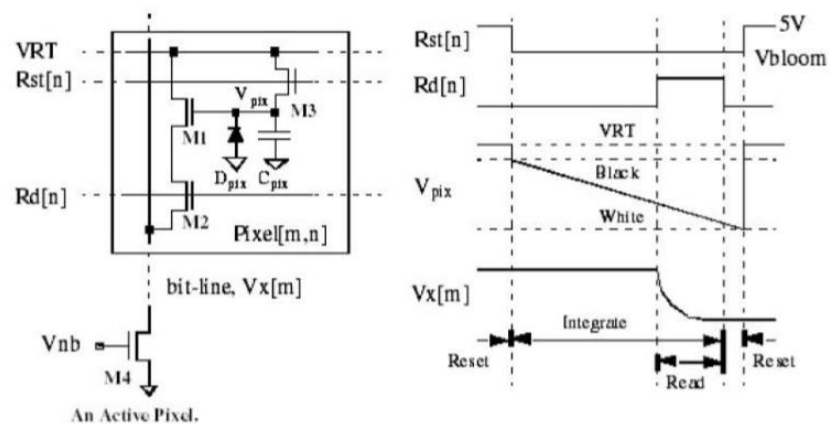 VRT
Rst[n]
V pix
M3
M1
Dpix Cpix
Rd[n]
M2
Pixel[m,n]
bit-line, Vx[m]
Vnb
M4
An Active Pixel.
Rst[n]
5V
Vbloom
Rd[n]
VRT
Black
Vpix
White
Vx[m]
Integrate
Reset
Reset
Read